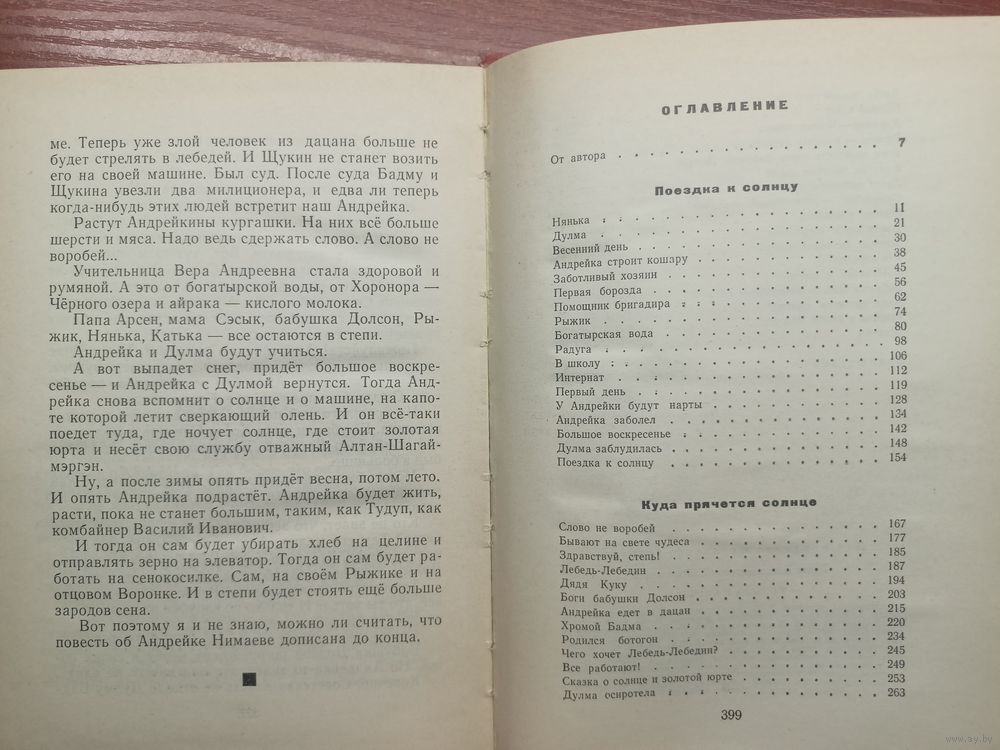 ме. Теперь уже злой человек из дацана больше не
будет стрелять в лебедей. И Щукин не станет возить
его на своей машине. Был суд. После суда Бадму и
Щукина увезли два милиционера, и едва ли теперь
когда-нибудь этих людей встретит наш Андрейка.
Растут Андрейкины кургашки. На них всё больше
шерсти и мяса. Надо ведь сдержать слово. А слово не
воробей...
Учительница Вера Андреевна стала здоровой и
румяной. А это от богатырской воды, от Хоронора —
Чёрного озера и айрака — кислого молока.
Папа Арсен, мама Сэсык, бабушка Долсон, Ры-
жик, Нянька, Катька — все остаются в степи.
Андрейка и Дулма будут учиться.
А вот выпадет снег, придёт большое воскре-
сенье — и Андрейка с Дулмой вернутся. Тогда Анд-
рейка снова вспомнит о солнце и о машине, на капо-
те которой летит сверкающий олень. И он всё-таки
поедет туда, где ночует солнце, где стоит золотая
юрта и несёт свою службу отважный Алтан-Шагай-
мэргэн.
Ну, а после зимы опять придёт весна, потом лето.
И опять Андрейка подрастёт. Андрейка будет жить,
расти, пока не станет большим, таким, как Тудуп, как
комбайнер Василий Иванович.
И тогда он сам будет убирать хлеб на целине и
отправлять зерно на элеватор. Тогда он сам будет ра-
ботать на сенокосилке. Сам, на своём Рыжике и на
отцовом Воронке. И в степи будет стоять ещё больше
зародов сена.
Вот поэтому я и не знаю, можно ли считать, что
повесть об Андрейке Нимаеве дописана до конца.
ОГЛАВЛЕНИЕ
От автора 7
Поездка к солнцу
Нянька 11
Дулма 21
Весенний день 30
Андрейка строит кошару 38
Заботливый хозяин 45
Первая борозда 56
Помощник бригадира 62
Рыжик 74
Богатырская вода 80
Радуга 98
В школу 106
Интернат 112
Первый день 119
У Андрейки будут нарты 128
Андрейка заболел 134
Большое воскресенье 142
Дулма заблудилась 148
Поездка к солнцу 154
Куда прячется солнце
Слово не воробей 167
Бывают на свете чудеса 177
Здравствуй, степь! 185
Лебедь-Лебедин 187
Дядя Куку 194
Боги бабушки Долсон 203
Андрейка едет в дацан 215
Хромой Бадма 220
Родился ботогон 234
Чего хочет Лебедь-Лебедин? 245
Все работают! 249
Сказка о солнце и золотой юрте 253
Дулма осиротела 263
399
www.ay.by